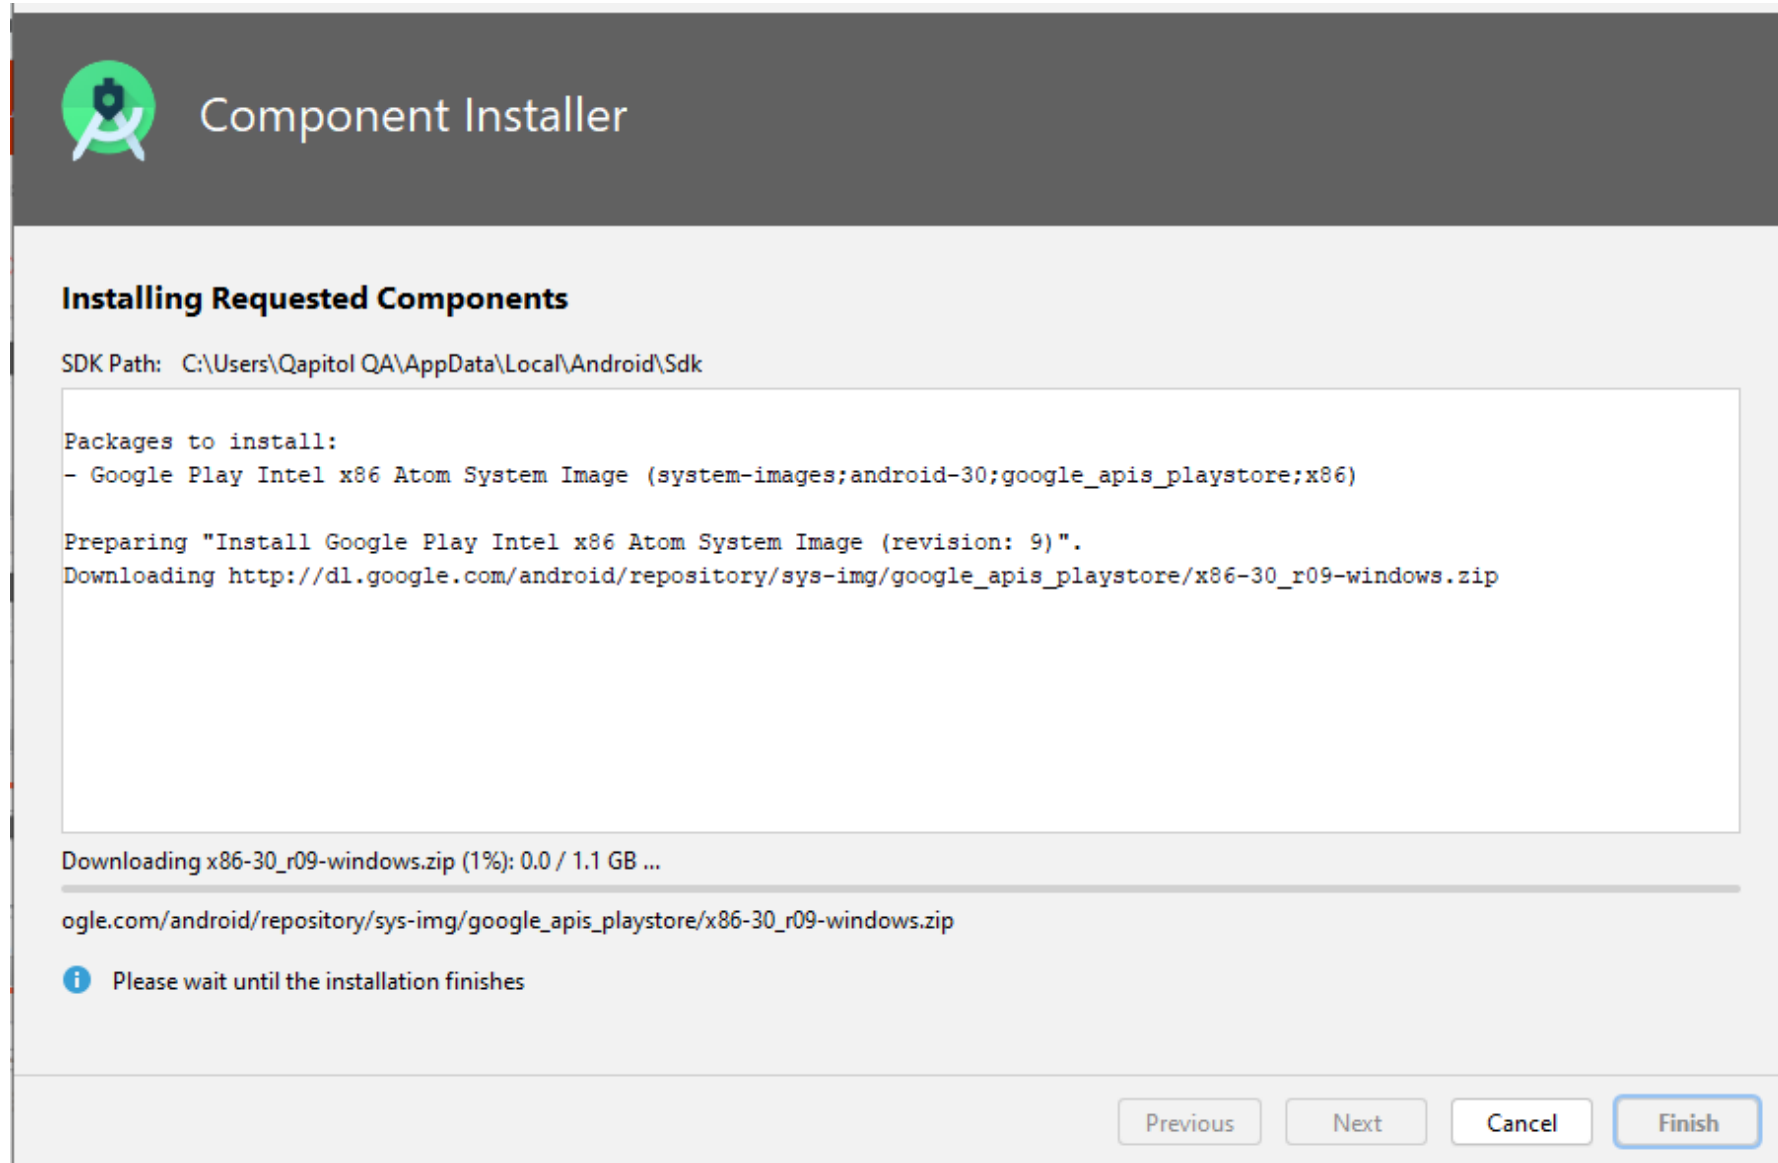 Component Installer
Installing Requested Components
SDK Path: C:\Users\Qapitol QA\AppData\Local\Android\Sdk
Packages to install:
- Google Play Intel x86 Atom System Image (system-images;android-30;google_apis_playstore;x86)
Preparing "Install Google Play Intel x86 Atom System Image (revision: 9)".
Downloading http://dl.google.com/android/repository/sys-img/google_apis_playstore/x86-30_r09-windows.zip
Downloading x86-30_r09-windows.zip (1%): 0.0 / 1.1 GB ...
ogle.com/android/repository/sys-img/google_apis_playstore/x86-30_r09-windows.zip
Please wait until the installation finishes
Previous Next Cancel Finish